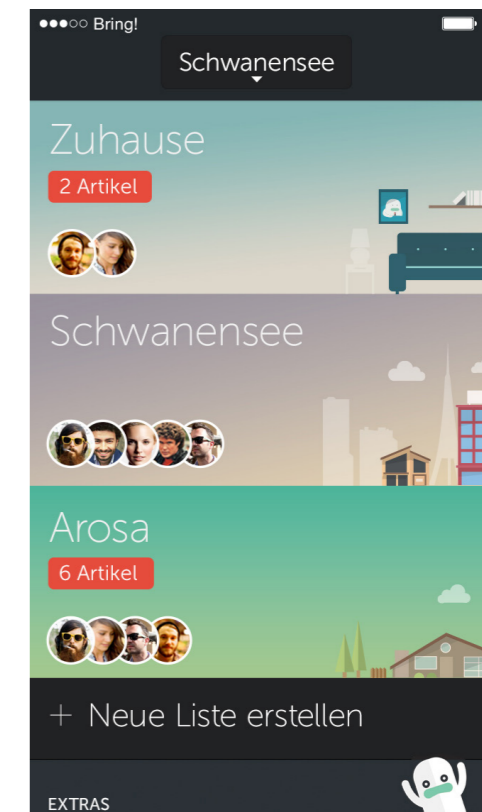 Bring!
Schwanensee
Zuhause
2 Artikel
Schwanensee
Arosa
6 Artikel
+ Neue Liste erstellen
EXTRAS